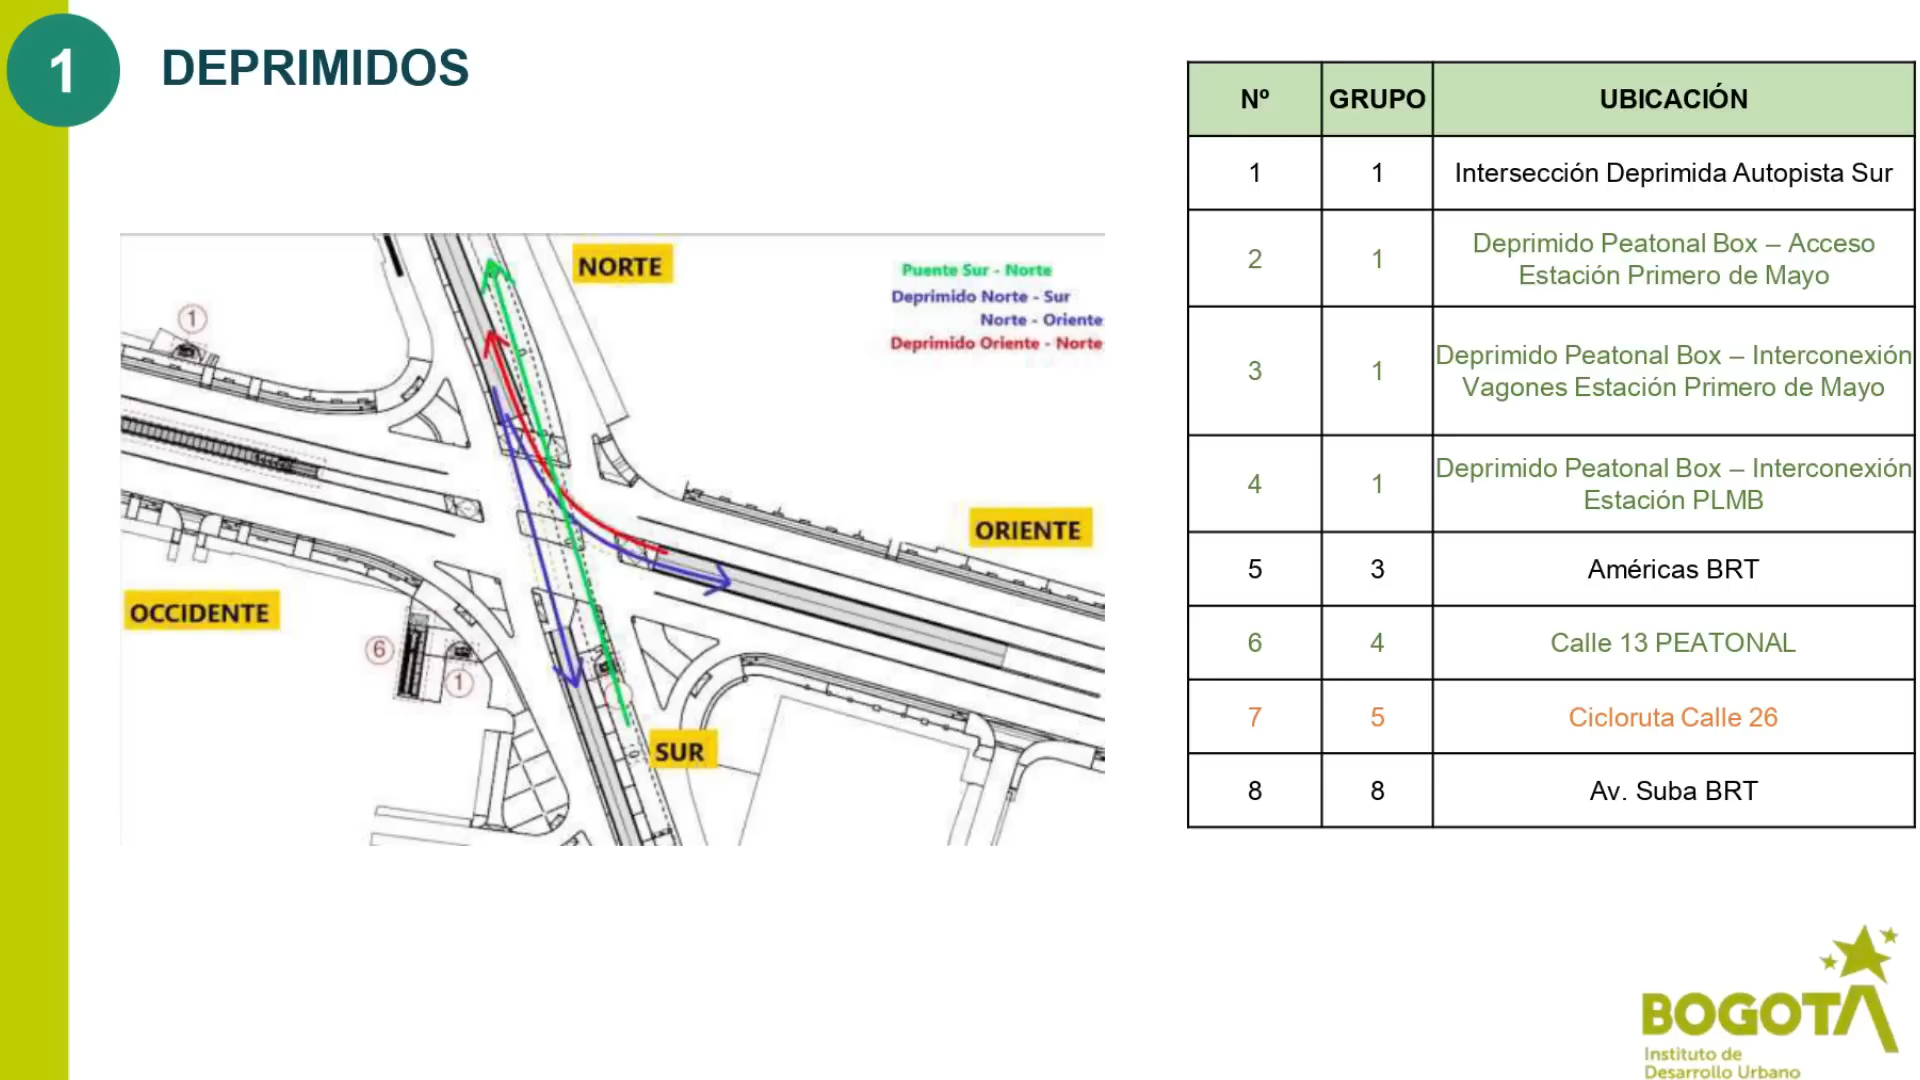 1
DEPRIMIDOS
NORTE
Puente Sur - Norte
Deprimido Norte - Sur
Norte - Oriente
Deprimido Oriente - Norte
1
ORIENTE
OCCIDENTE
6
1
SUR
Nº GRUPO UBICACIÓN
1 1 Intersección Deprimida Autopista Sur
2 1 Deprimido Peatonal Box – Acceso
Estación Primero de Mayo
3 1 Deprimido Peatonal Box – Interconexión
Vagones Estación Primero de Mayo
4 1 Deprimido Peatonal Box – Interconexión
Estación PLMB
5 3 Américas BRT
6 4 Calle 13 PEATONAL
7 5 Cicloruta Calle 26
8 8 Av. Suba BRT
BOGOTÁ
Instituto de
Desarrollo Urbano